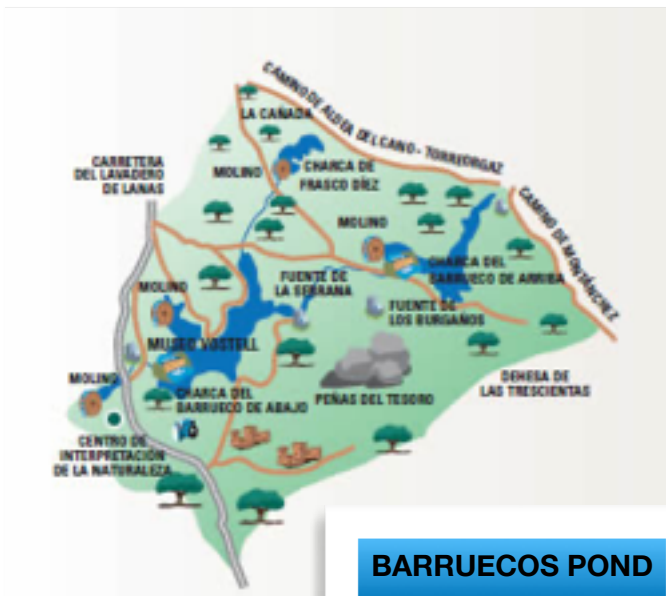 CAMINO DE ALDEA DEL CANO - TORREORGAZ
LA CAÑADA
CARRETERA
DEL LAVADERO
DE LANAS
MOLINO
CHARCA DE
FRASCO DÍEZ
CAMINO DE MONTÁNCHEZ
MOLINO
CHARCA DEL
BARRUECO DE ARRIBA
FUENTE DE
LA SERRANA
MOLINO
FUENTE DE
LOS BURGAÑOS
MUSEO VOSTELL
MOLINO
DEHESA DE
LAS TRESCIENTAS
CHARCA DEL
BARRUECO DE ABAJO
PEÑAS DEL TESORO
CENTRO DE
INTERPRETACIÓN
DE LA NATURALEZA
BARRUECOS POND